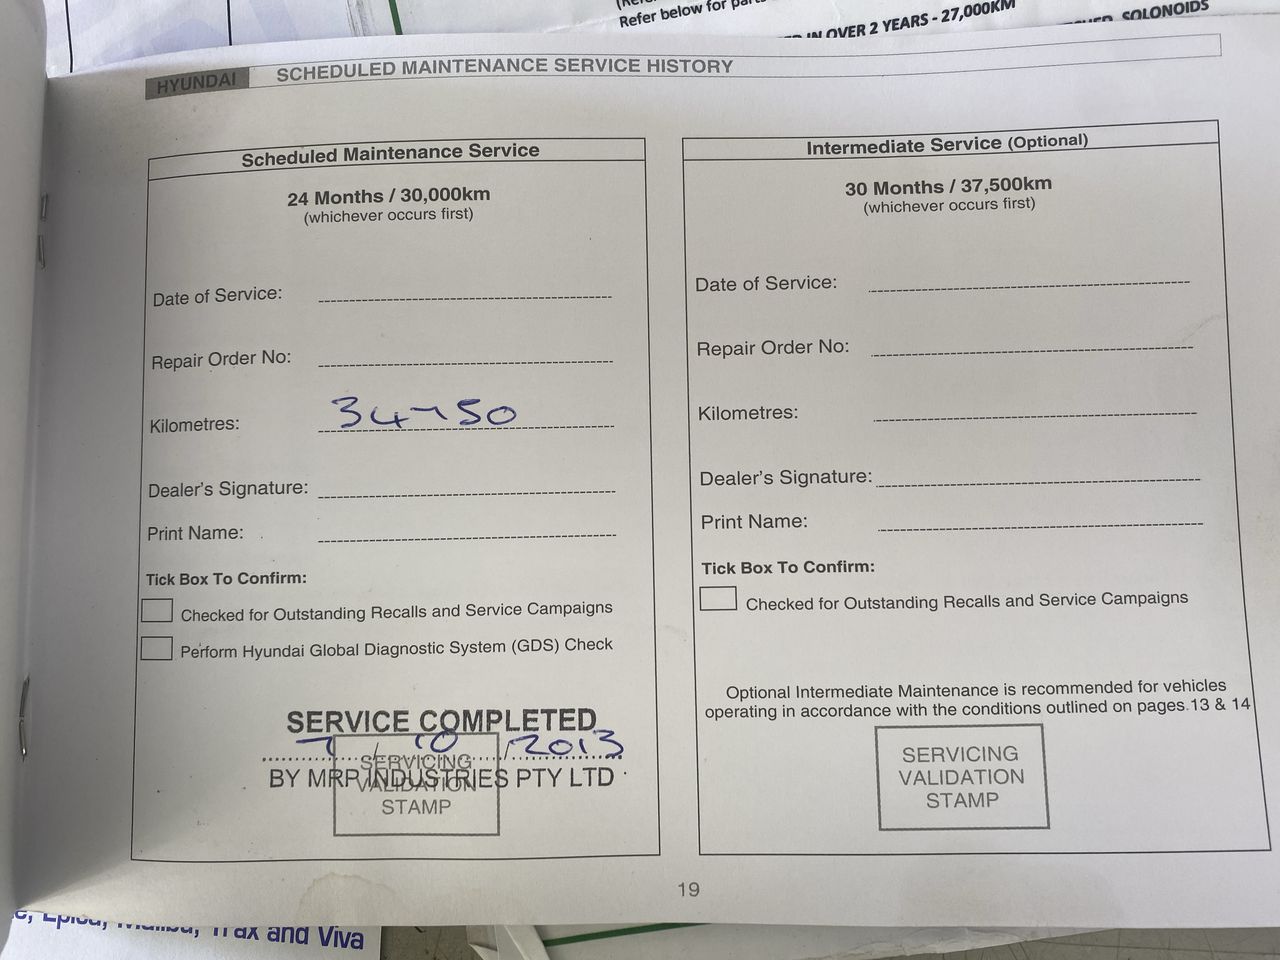 Refer below for
IN OVER 2 YEARS - 27,000KM
SOLONOIDS
HYUNDAI SCHEDULED MAINTENANCE SERVICE HISTORY
Scheduled Maintenance Service
24 Months / 30,000km
(whichever occurs first)
Date of Service:
Repair Order No:
Kilometres: 34750
Dealer's Signature:
Print Name:
Tick Box To Confirm:
Checked for Outstanding Recalls and Service Campaigns
Perform Hyundai Global Diagnostic System (GDS) Check
SERVICE COMPLETED
7 / 10 / 2013
SERVICING
BY MRP INDUSTRIES PTY LTD
VALIDATION
STAMP
Intermediate Service (Optional)
30 Months / 37,500km
(whichever occurs first)
Date of Service:
Repair Order No:
Kilometres:
Dealer's Signature:
Print Name:
Tick Box To Confirm:
Checked for Outstanding Recalls and Service Campaigns
Optional Intermediate Maintenance is recommended for vehicles
operating in accordance with the conditions outlined on pages.13 & 14
SERVICING
VALIDATION
STAMP
19
Epica, Malibu, Trax and Viva